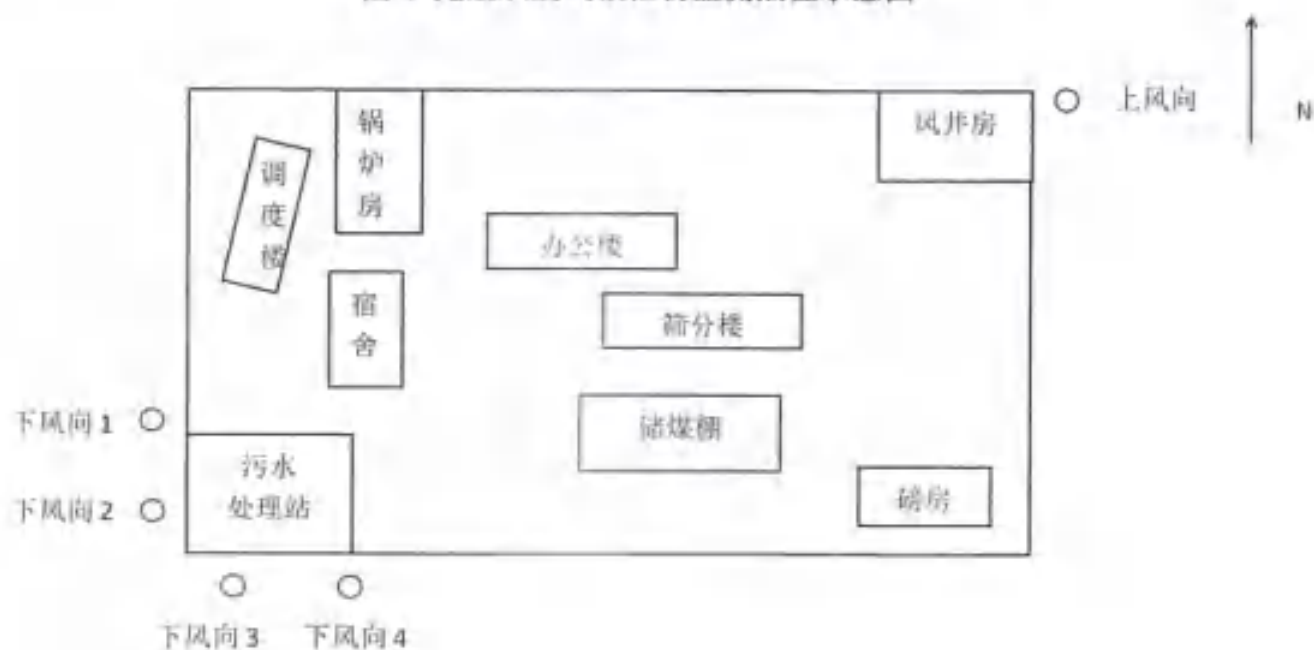 上风向
N
风井房
锅炉房
调度楼
办公楼
宿舍
筛分楼
下风向1
储煤棚
污水
处理站
磅房
下风向2
下风向3
下风向4